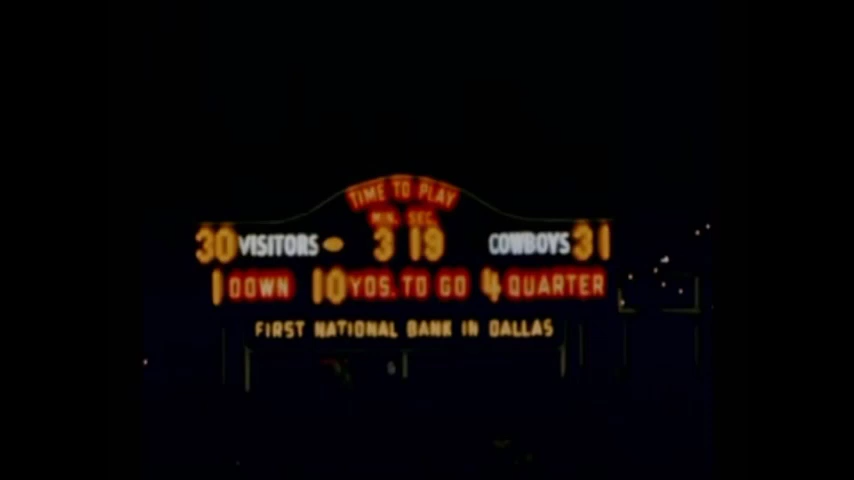 TIME TO PLAY
MIN. SEC.
30 VISITORS 3 19 COWBOYS 31
1 DOWN 10 YDS. TO GO 4 QUARTER
FIRST NATIONAL BANK IN DALLAS